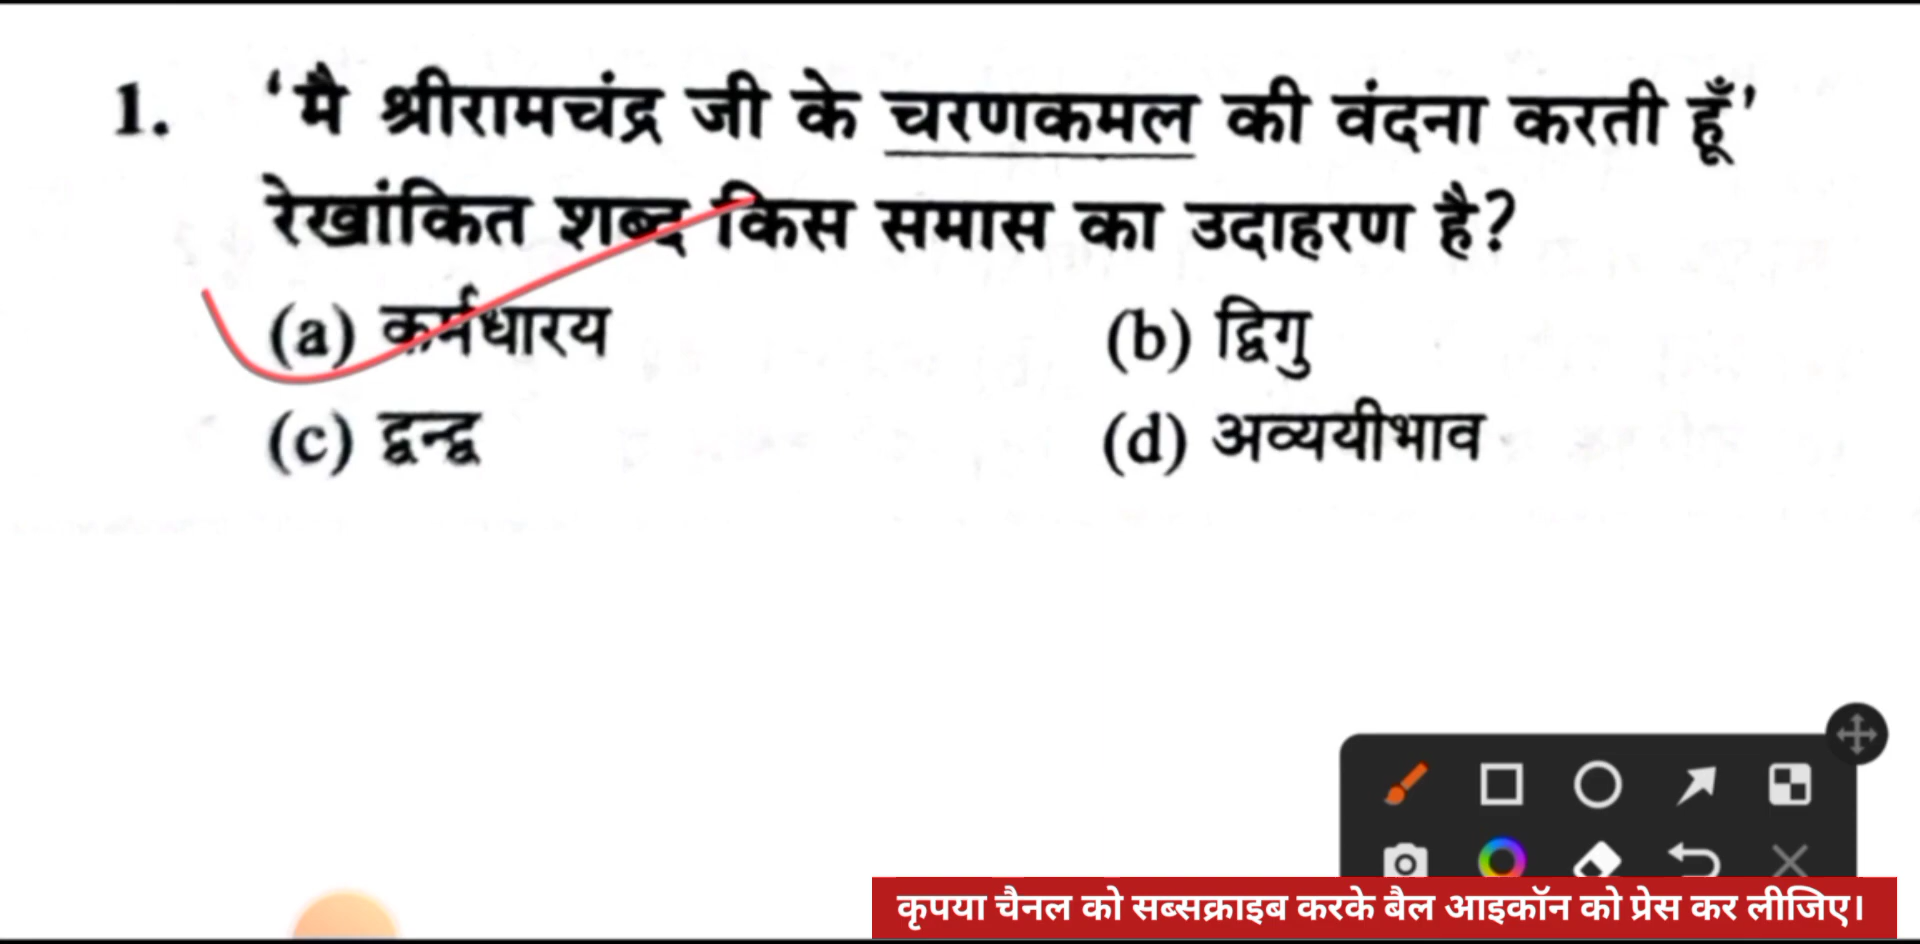 1. ‘मै श्रीरामचंद्र जी के चरणकमल की वंदना करती हूँ’
रेखांकित शब्द किस समास का उदाहरण है?
(a) कर्मधारय (b) द्विगु
(c) द्वन्द्व (d) अव्ययीभाव
कृपया चैनल को सब्सक्राइब करके बैल आइकॉन को प्रेस कर लीजिए।